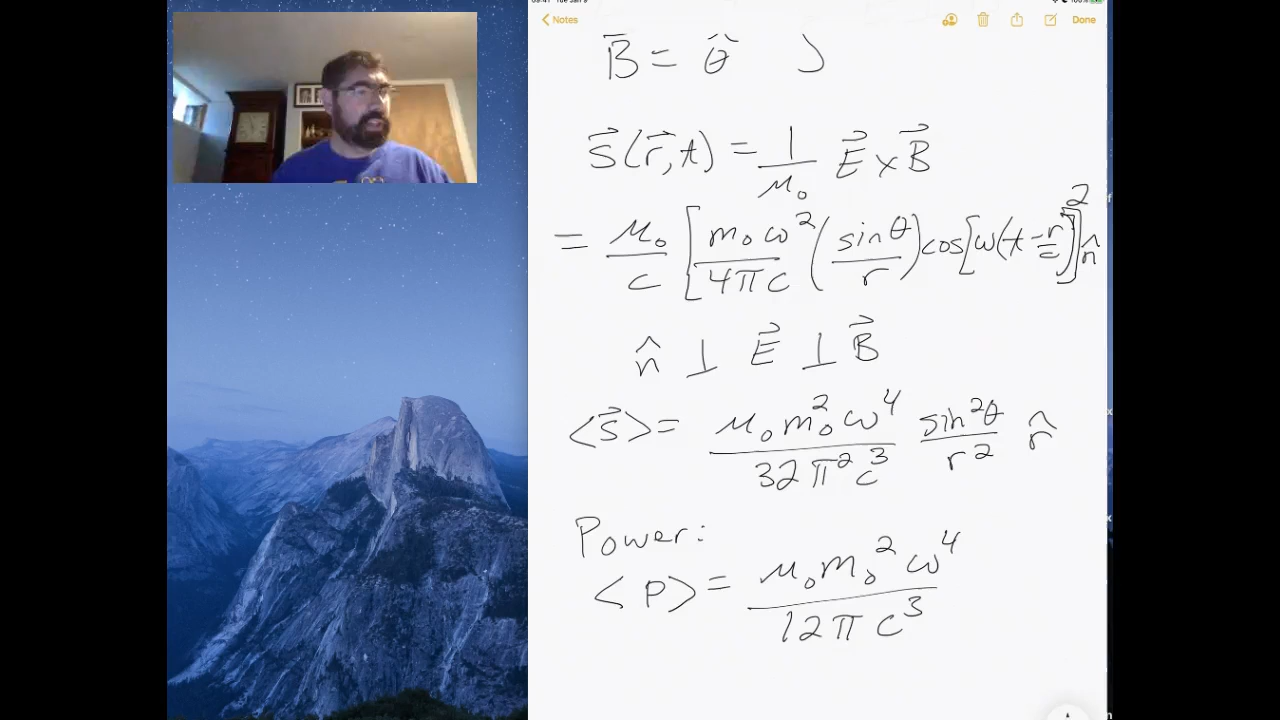 Notes
Done
B⃗ = θ̂ )
S⃗(r⃗,t) = 1/μ₀ E⃗ × B⃗
= μ₀/c [m₀ω²/4πc (sinθ/r) cos[ω(t - r/c)]]² n̂
n̂ ⊥ E⃗ ⊥ B⃗
<S⃗> = μ₀m₀²ω⁴/32π²c³ sin²θ/r² r̂
Power:
<P> = μ₀m₀²ω⁴/12πc³